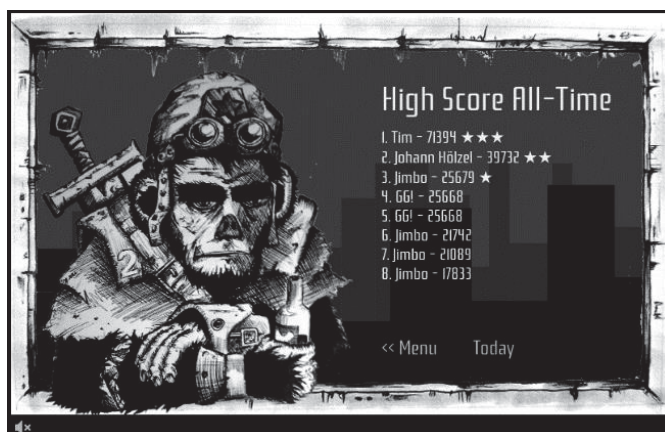 High Score All-Time
1. Tim - 71394 ★★★
2. Johann Hölzel - 39732 ★★
3. Jimbo - 25679 ★
4. GG! - 25668
5. GG! - 25668
6. Jimbo - 21742
7. Jimbo - 21089
8. Jimbo - 17833
<< Menu Today
2